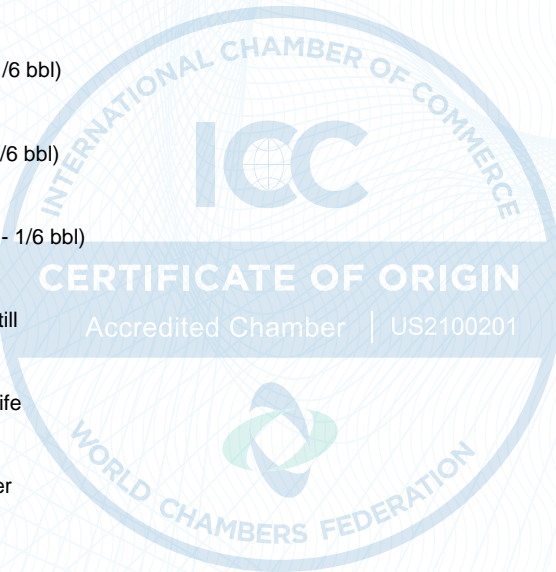 /6 bbl)
INTERNATIONAL CHAMBER OF COMMERCE
ICC
/6 bbl)
- 1/6 bbl)
CERTIFICATE OF ORIGIN
till
Accredited Chamber | US2100201
ife
er
WORLD CHAMBERS FEDERATION